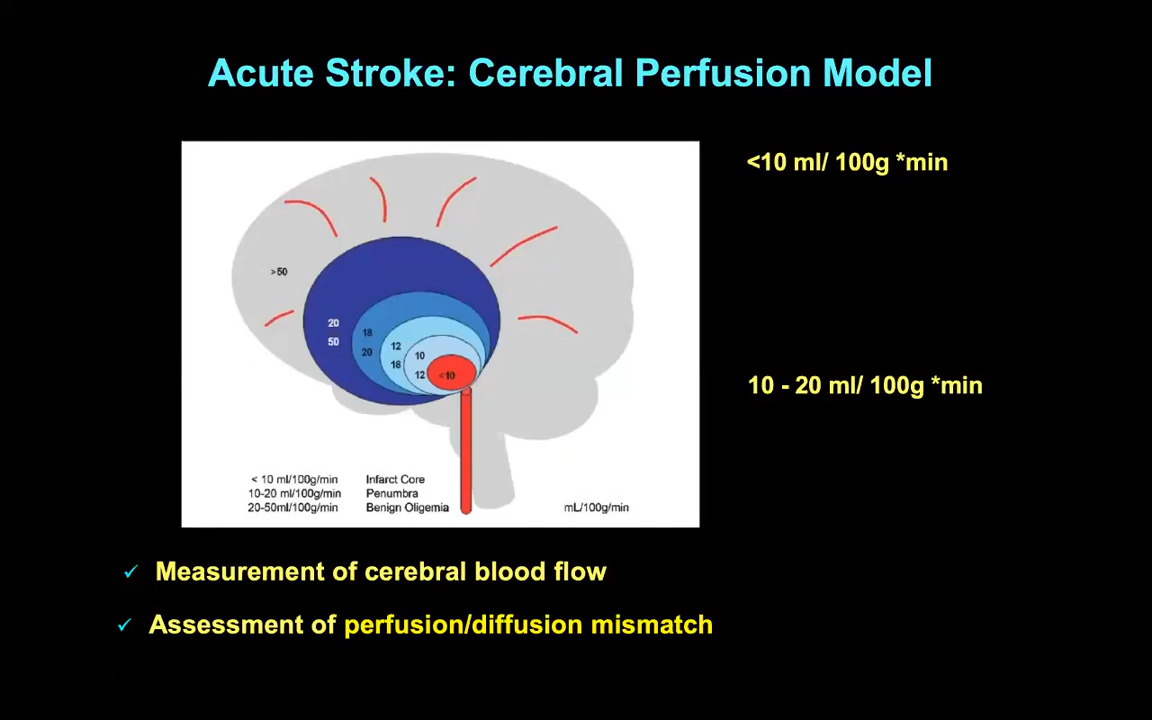 Acute Stroke: Cerebral Perfusion Model
<10 ml/ 100g *min
>50
20
50
18
20
12
18
10
12
<10
10 - 20 ml/ 100g *min
< 10 ml/100g/min Infarct Core
10-20 ml/100g/min Penumbra
20-50ml/100g/min Benign Oligemia
mL/100g/min
✓ Measurement of cerebral blood flow
✓ Assessment of perfusion/diffusion mismatch